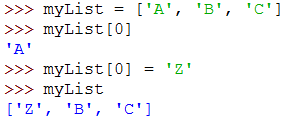 >>> myList = ['A', 'B', 'C']
>>> myList[0]
'A'
>>> myList[0] = 'Z'
>>> myList
['Z', 'B', 'C']